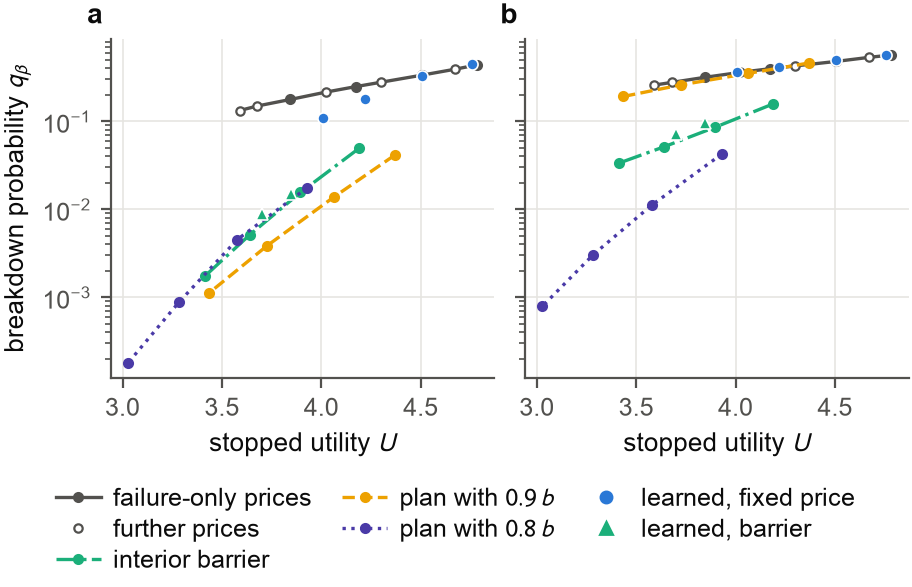 a
b
breakdown probability qβ
10⁻¹
10⁻²
10⁻³
3.0 3.5 4.0 4.5
3.0 3.5 4.0 4.5
stopped utility U
stopped utility U
failure-only prices
further prices
interior barrier
plan with 0.9 b
plan with 0.8 b
learned, fixed price
learned, barrier